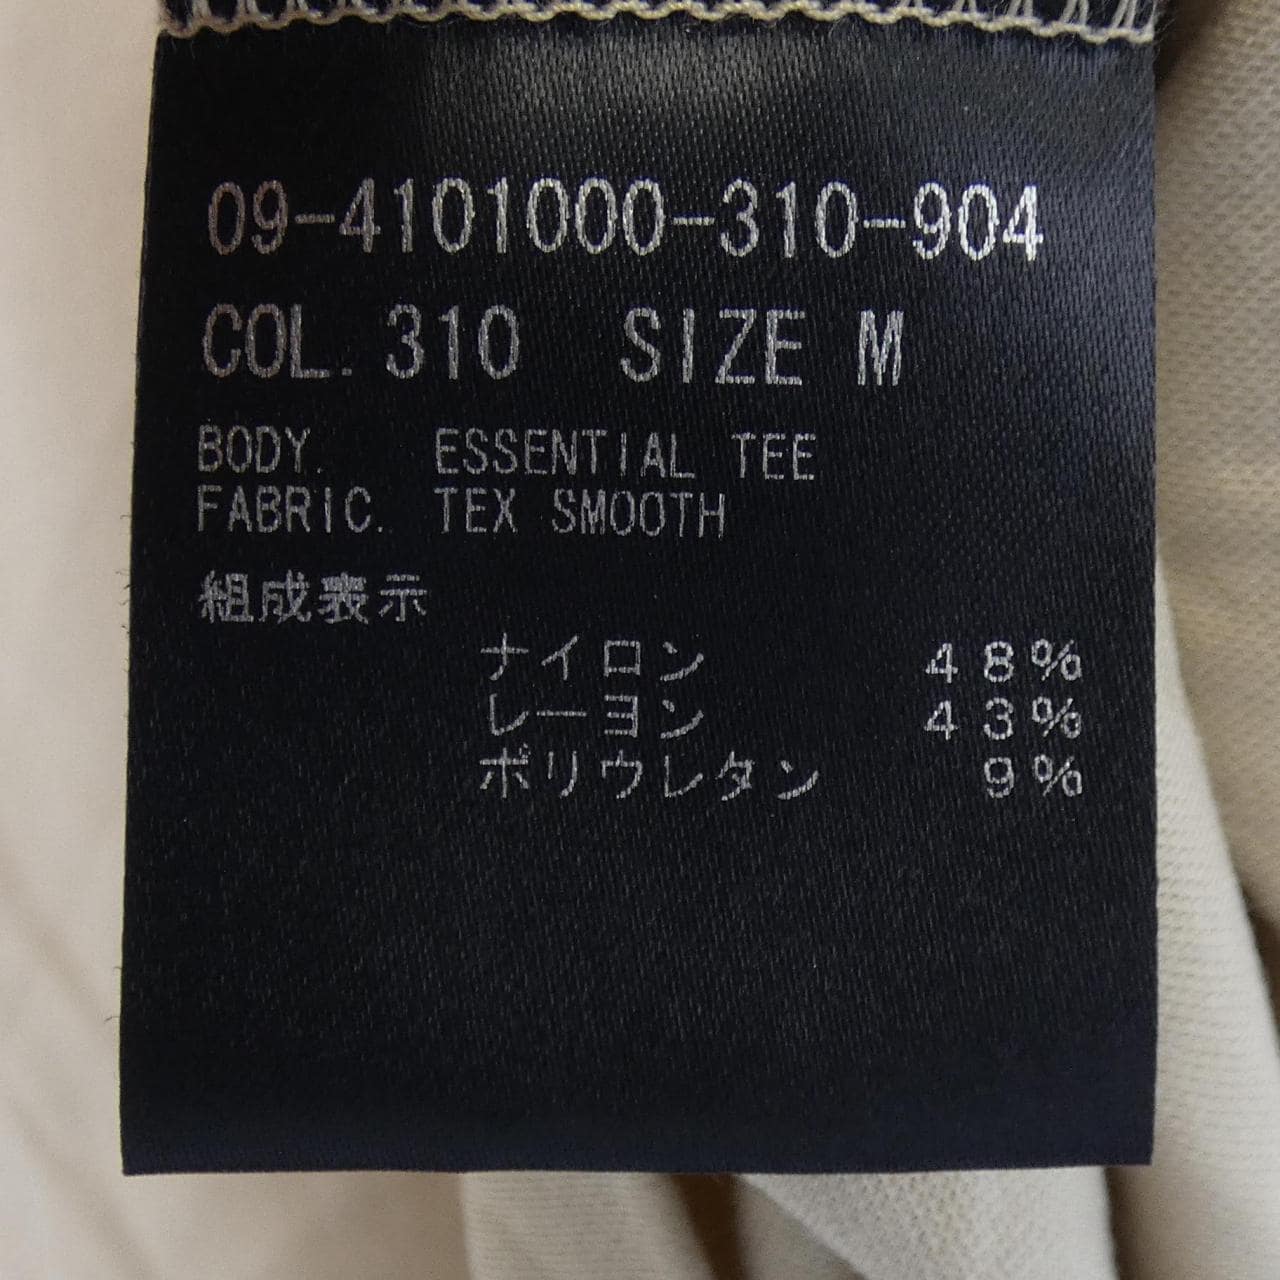 09-4101000-310-904
COL. 310 SIZE M
BODY. ESSENTIAL TEE
FABRIC. TEX SMOOTH
組成表示
ナイロン 48%
レーヨン 43%
ポリウレタン 9%